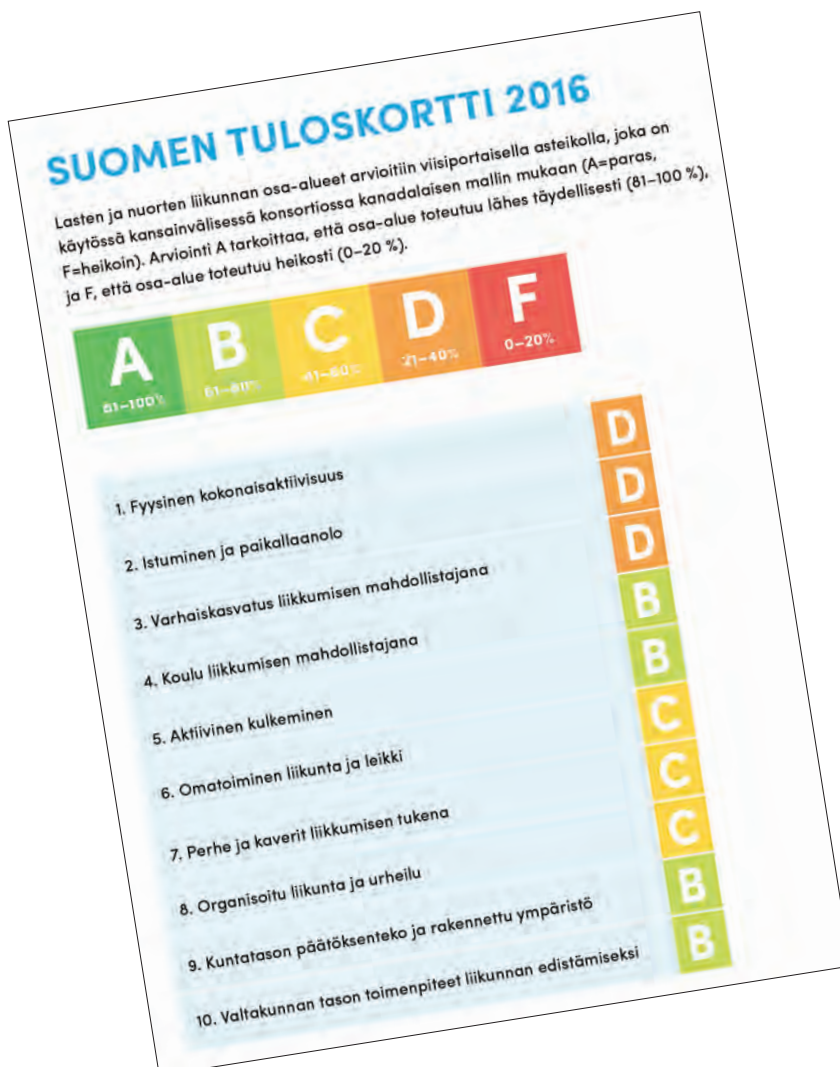 SUOMEN TULOSKORTTI 2016
Lasten ja nuorten liikunnan osa-alueet arvioitiin viisiportaisella asteikolla, joka on
käytössä kansainvälisessä konsortiossa kanadalaisen mallin mukaan (A=paras,
F=heikoin). Arviointi A tarkoittaa, että osa-alue toteutuu lähes täydellisesti (81–100 %),
ja F, että osa-alue toteutuu heikosti (0–20 %).
A B C D F
81–100% 61–80% 41–60% 21–40% 0–20%
1. Fyysinen kokonaisaktiivisuus D
2. Istuminen ja paikallaanolo D
3. Varhaiskasvatus liikkumisen mahdollistajana D
4. Koulu liikkumisen mahdollistajana B
5. Aktiivinen kulkeminen B
6. Omatoiminen liikunta ja leikki C
7. Perhe ja kaverit liikkumisen tukena C
8. Organisoitu liikunta ja urheilu C
9. Kuntatason päätöksenteko ja rakennettu ympäristö B
10. Valtakunnan tason toimenpiteet liikunnan edistämiseksi B